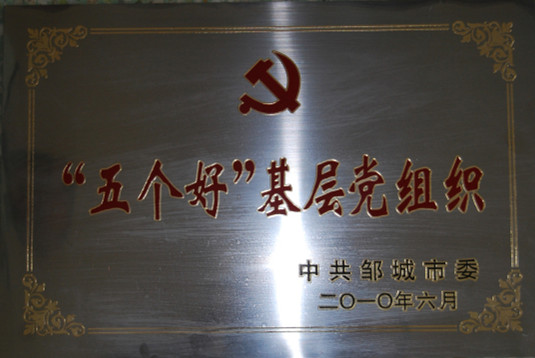 “五个好”基层党组织
中共邹城市委
二〇一〇年六月